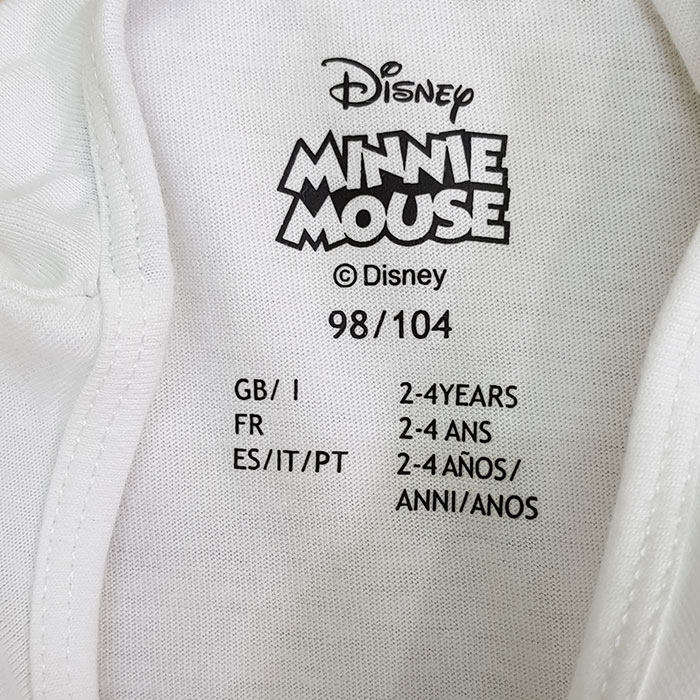 Disney
MINNIE
MOUSE
© Disney
98/104
GB/ I 2-4YEARS
FR 2-4 ANS
ES/IT/PT 2-4 AÑOS/
ANNI/ANOS